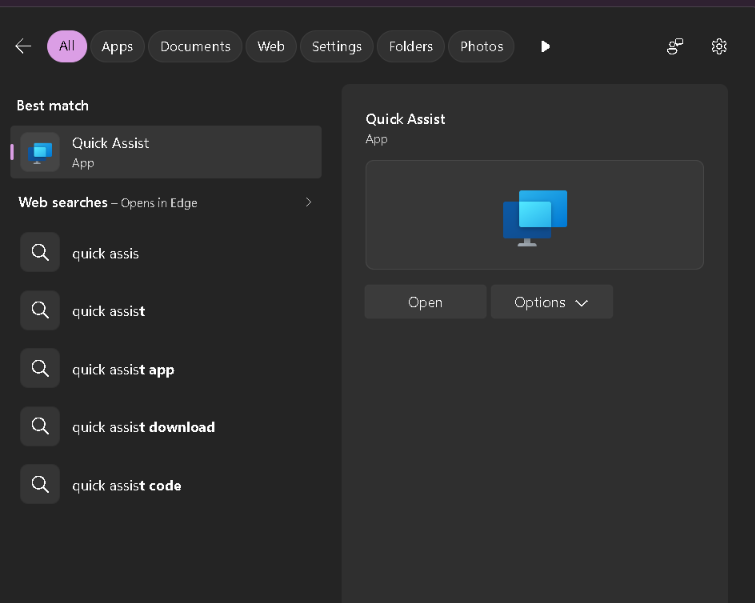 All Apps Documents Web Settings Folders Photos
Best match
Quick Assist
App
Web searches – Opens in Edge
quick assis
quick assist
quick assist app
quick assist download
quick assist code
Quick Assist
App
Open Options